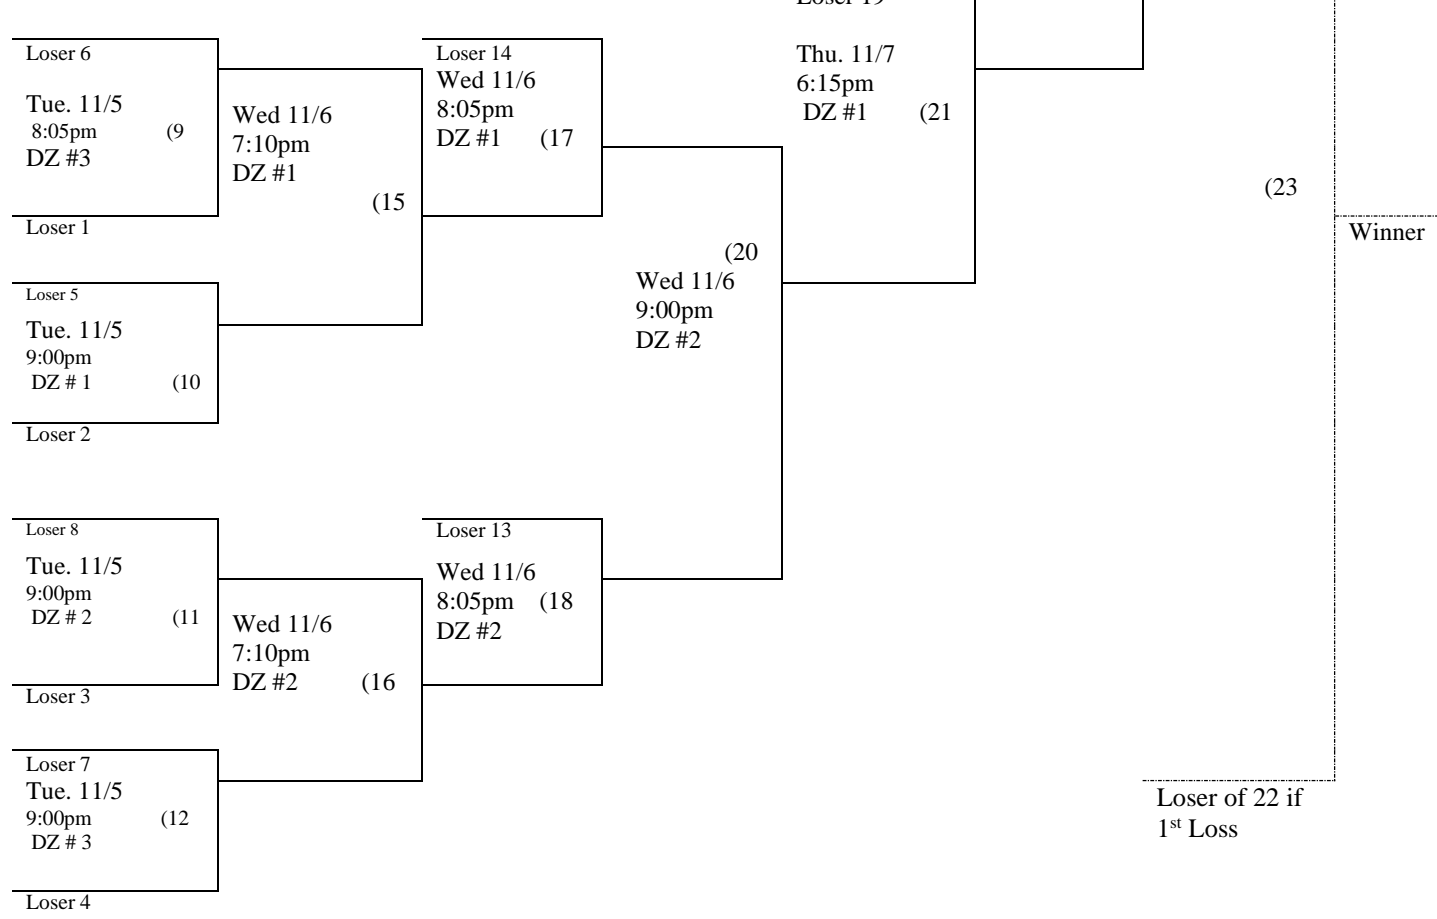 Loser 19
Thu. 11/7
6:15pm
DZ #1 (21
Loser 6
Tue. 11/5
8:05pm (9
DZ #3
Loser 1
Wed 11/6
7:10pm
DZ #1
(15
Loser 14
Wed 11/6
8:05pm
DZ #1 (17
(23
Winner
Loser 5
Tue. 11/5
9:00pm
DZ # 1 (10
Loser 2
(20
Wed 11/6
9:00pm
DZ #2
Loser 8
Tue. 11/5
9:00pm
DZ # 2 (11
Loser 3
Wed 11/6
7:10pm
DZ #2 (16
Loser 13
Wed 11/6
8:05pm (18
DZ #2
Loser 7
Tue. 11/5
9:00pm (12
DZ # 3
Loser 4
Loser of 22 if
1st Loss